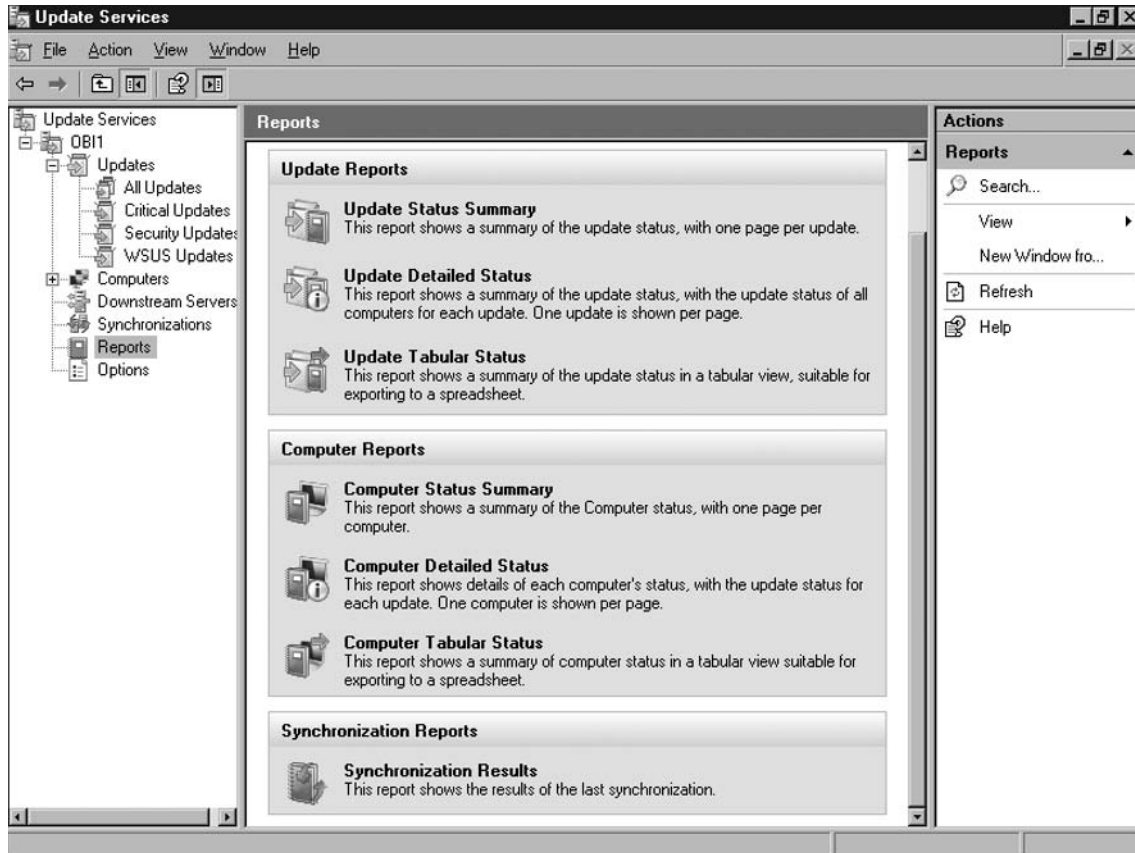 Update Services
File Action View Window Help
Update Services
OBI1
Updates
All Updates
Critical Updates
Security Updates
WSUS Updates
Computers
Downstream Servers
Synchronizations
Reports
Options
Reports
Update Reports
Update Status Summary
This report shows a summary of the update status, with one page per update.
Update Detailed Status
This report shows a summary of the update status, with the update status of all
computers for each update. One update is shown per page.
Update Tabular Status
This report shows a summary of the update status in a tabular view, suitable for
exporting to a spreadsheet.
Computer Reports
Computer Status Summary
This report shows a summary of the Computer status, with one page per
computer.
Computer Detailed Status
This report shows details of each computer's status, with the update status for
each update. One computer is shown per page.
Computer Tabular Status
This report shows a summary of computer status in a tabular view suitable for
exporting to a spreadsheet.
Synchronization Reports
Synchronization Results
This report shows the results of the last synchronization.
Actions
Reports
Search...
View
New Window fro...
Refresh
Help